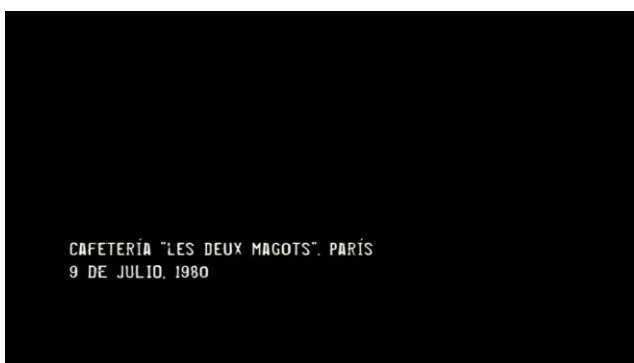 CAFETERÍA "LES DEUX MAGOTS". PARÍS
9 DE JULIO, 1980